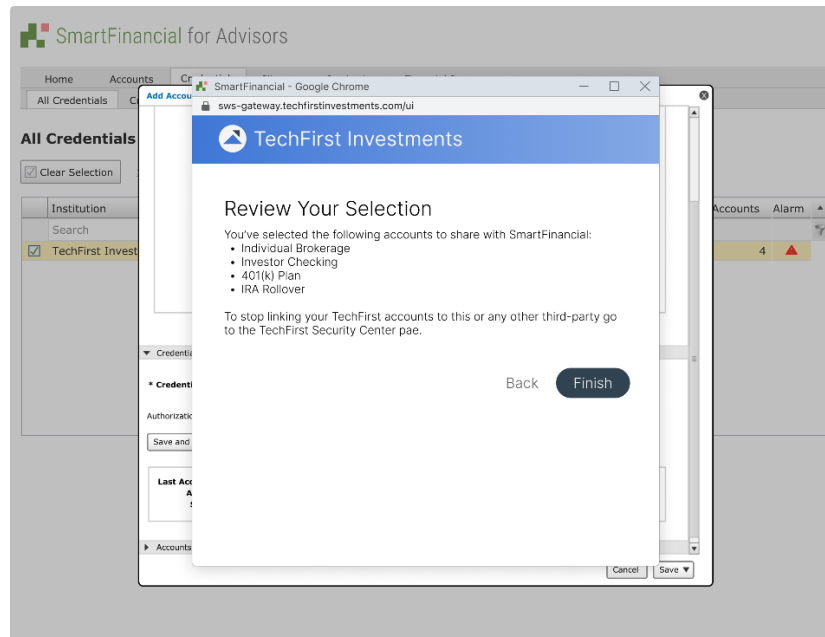 SmartFinancial for Advisors
Home Accounts
All Credentials
SmartFinancial - Google Chrome
Add Accou
sws-gateway.techfirstinvestments.com/ui
TechFirst Investments
All Credentials
Clear Selection
Institution Accounts Alarm
Search
TechFirst Invest 4
Review Your Selection
You've selected the following accounts to share with SmartFinancial:
• Individual Brokerage
• Investor Checking
• 401(k) Plan
• IRA Rollover
To stop linking your TechFirst accounts to this or any other third-party go
to the TechFirst Security Center pae.
Credentia
* Credenti
Back Finish
Authorizatic
Save and
Last Acc
A
Accounts
Cancel Save